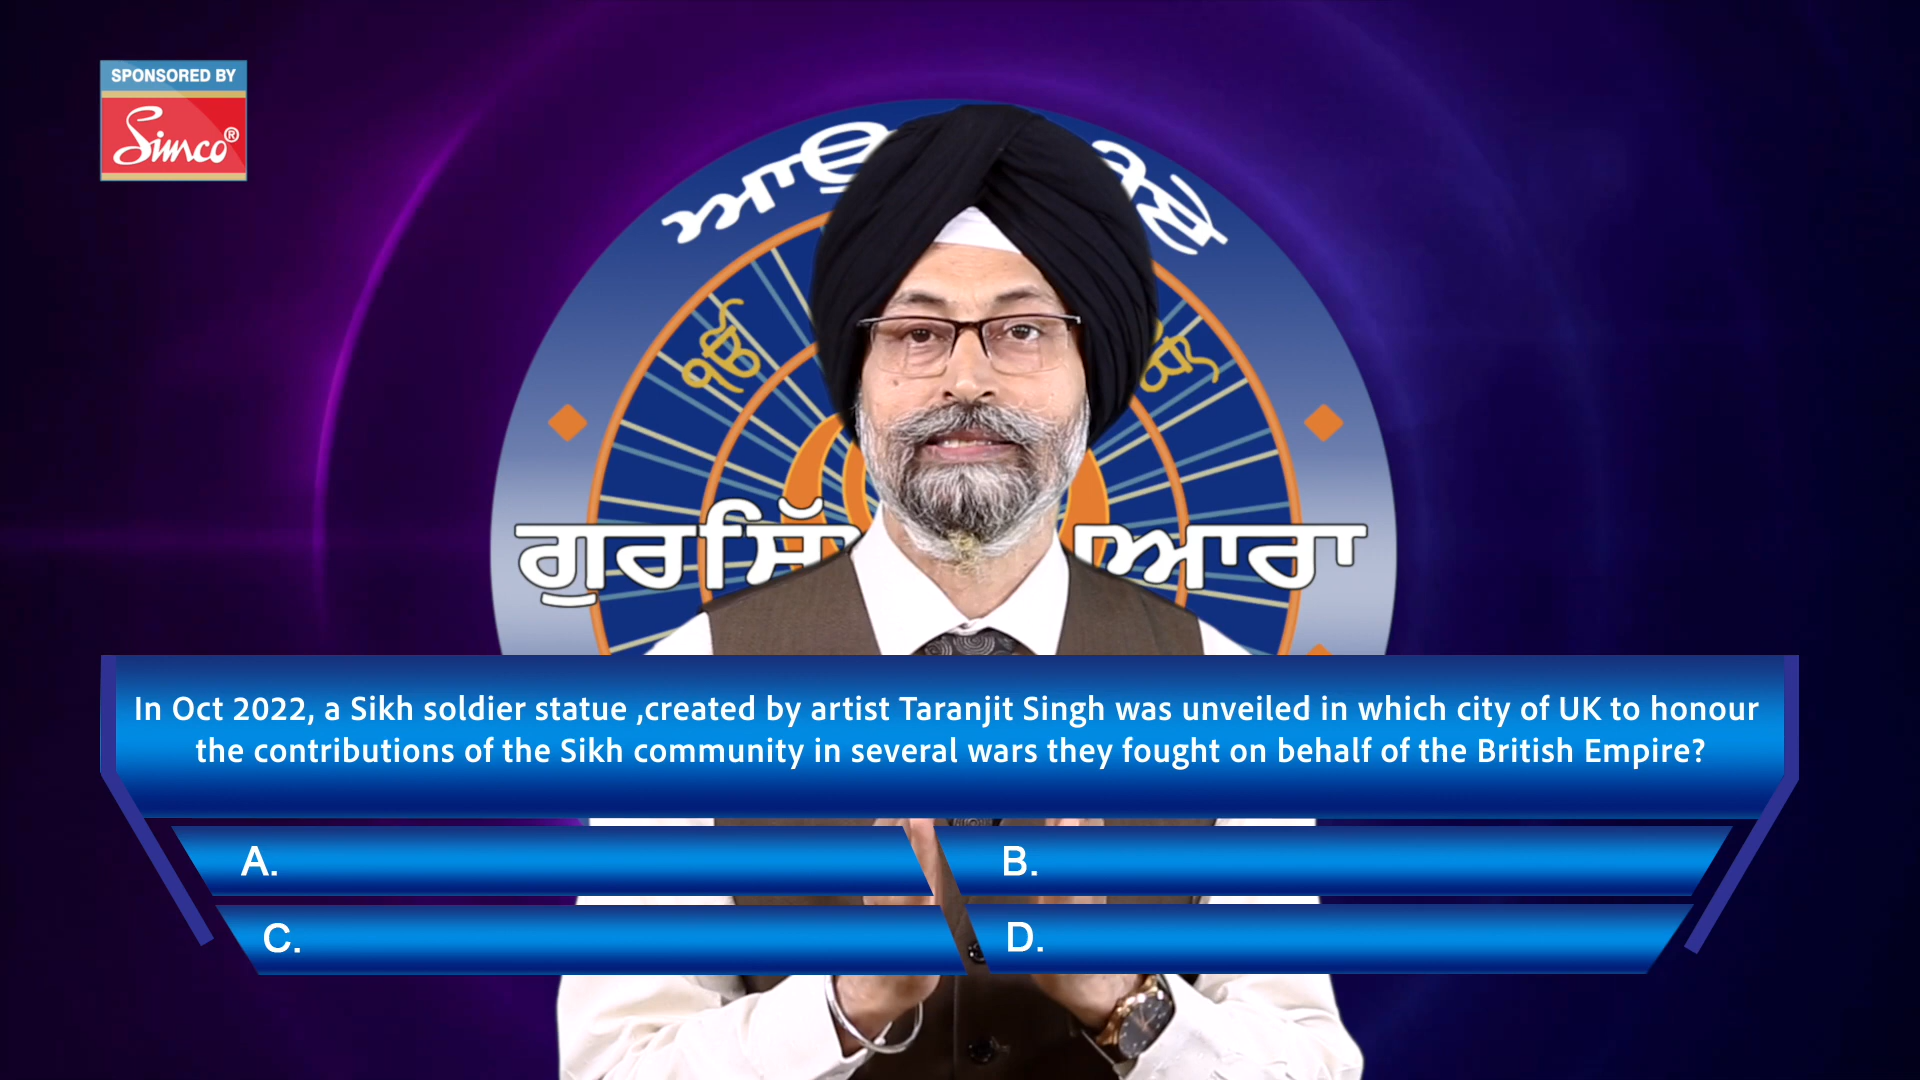 SPONSORED BY
Simco®
ਆਓ
ੴ
In Oct 2022, a Sikh soldier statue ,created by artist Taranjit Singh was unveiled in which city of UK to honour
the contributions of the Sikh community in several wars they fought on behalf of the British Empire?
A.
B.
C.
D.